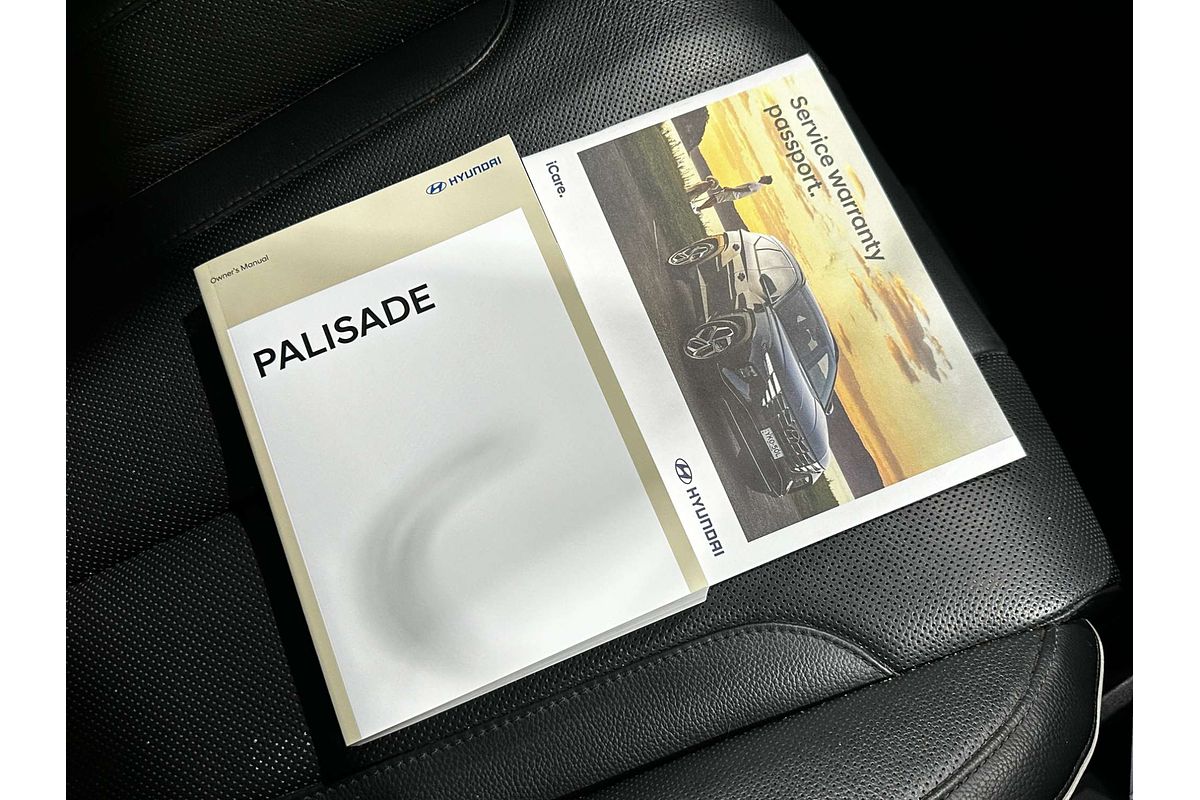 HYUNDAI
Owner's Manual
PALISADE
Service warranty
passport.
iCare.
HYUNDAI